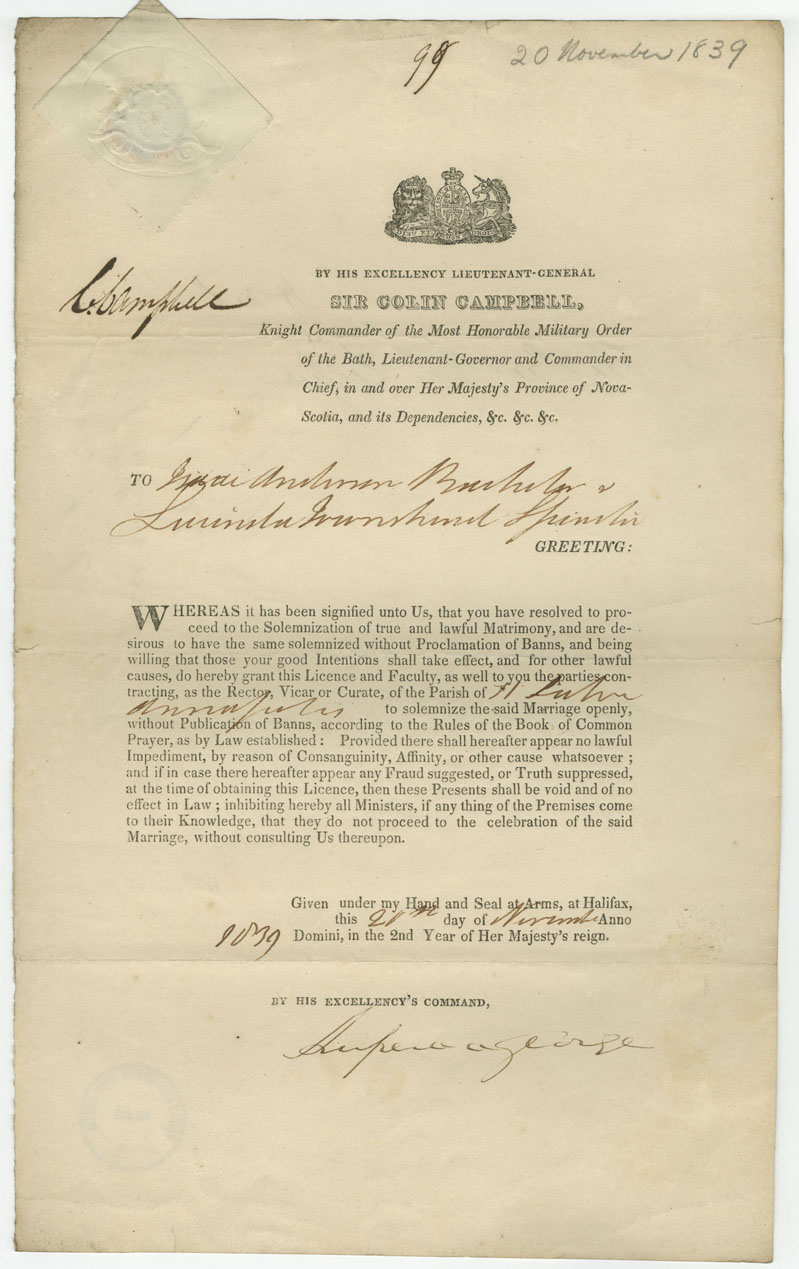 99 20 November 1839
BY HIS EXCELLENCY LIEUTENANT-GENERAL
SIR COLIN CAMPBELL,
C. Campbell
Knight Commander of the Most Honorable Military Order
of the Bath, Lieutenant-Governor and Commander in
Chief, in and over Her Majesty's Province of Nova-
Scotia, and its Dependencies, &c. &c. &c.
TO Anderson Bachelor &
Lucinda Townshend Spinster
GREETING:
WHEREAS it has been signified unto Us, that you have resolved to pro-
ceed to the Solemnization of true and lawful Matrimony, and are de-
sirous to have the same solemnized without Proclamation of Banns, and being
willing that those your good Intentions shall take effect, and for other lawful
causes, do hereby grant this Licence and Faculty, as well to you the parties con-
tracting, as the Rector, Vicar or Curate, of the Parish of St Lukes
Annapolis to solemnize the said Marriage openly,
without Publication of Banns, according to the Rules of the Book of Common
Prayer, as by Law established : Provided there shall hereafter appear no lawful
Impediment, by reason of Consanguinity, Affinity, or other cause whatsoever ;
and if in case there hereafter appear any Fraud suggested, or Truth suppressed,
at the time of obtaining this Licence, then these Presents shall be void and of no
effect in Law ; inhibiting hereby all Ministers, if any thing of the Premises come
to their Knowledge, that they do not proceed to the celebration of the said
Marriage, without consulting Us thereupon.
Given under my Hand and Seal at Arms, at Halifax,
this 20th day of November Anno
1839 Domini, in the 2nd Year of Her Majesty's reign.
BY HIS EXCELLENCY'S COMMAND,
Rupert D George